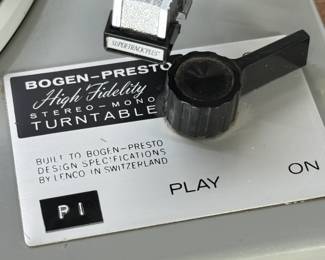 SUPERTRACK PLUS
BOGEN–PRESTO
High Fidelity
STEREO–MONO
TURNTABLE
BUILT TO BOGEN–PRESTO
DESIGN SPECIFICATIONS
BY LENCO IN SWITZERLAND
PLAY
ON
P1